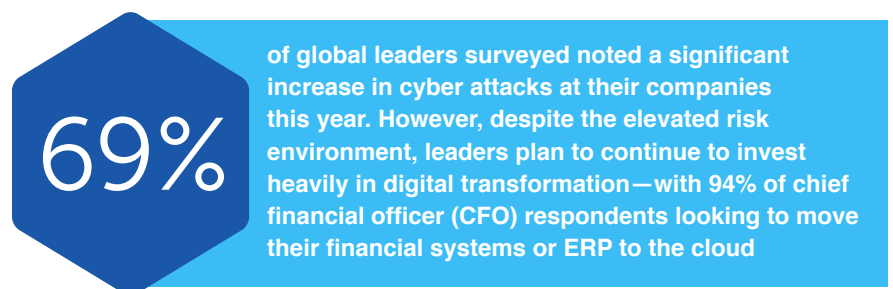 69%
of global leaders surveyed noted a significant
increase in cyber attacks at their companies
this year. However, despite the elevated risk
environment, leaders plan to continue to invest
heavily in digital transformation—with 94% of chief
financial officer (CFO) respondents looking to move
their financial systems or ERP to the cloud